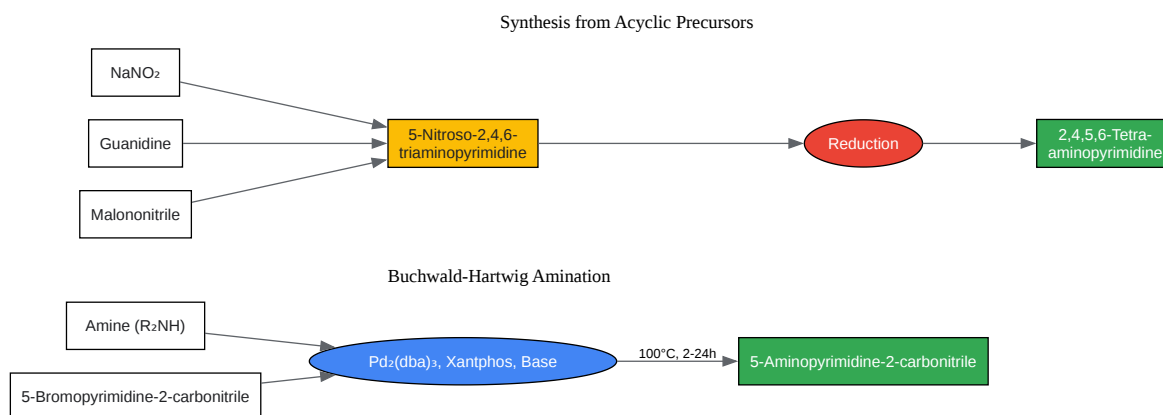 Synthesis from Acyclic Precursors
NaNO₂
Guanidine
Malononitrile
5-Nitroso-2,4,6-
triaminopyrimidine
Reduction
2,4,5,6-Tetra-
aminopyrimidine
Buchwald-Hartwig Amination
Amine (R₂NH)
5-Bromopyrimidine-2-carbonitrile
Pd₂(dba)₃, Xantphos, Base
100°C, 2-24h
5-Aminopyrimidine-2-carbonitrile